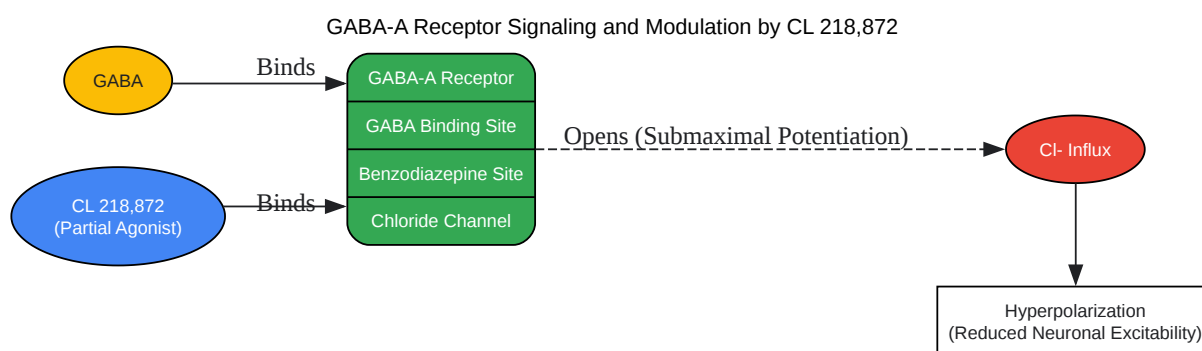 GABA-A Receptor Signaling and Modulation by CL 218,872
GABA
Binds
GABA-A Receptor
GABA Binding Site
Benzodiazepine Site
Chloride Channel
CL 218,872
(Partial Agonist)
Binds
Opens (Submaximal Potentiation)
Cl- Influx
Hyperpolarization
(Reduced Neuronal Excitability)